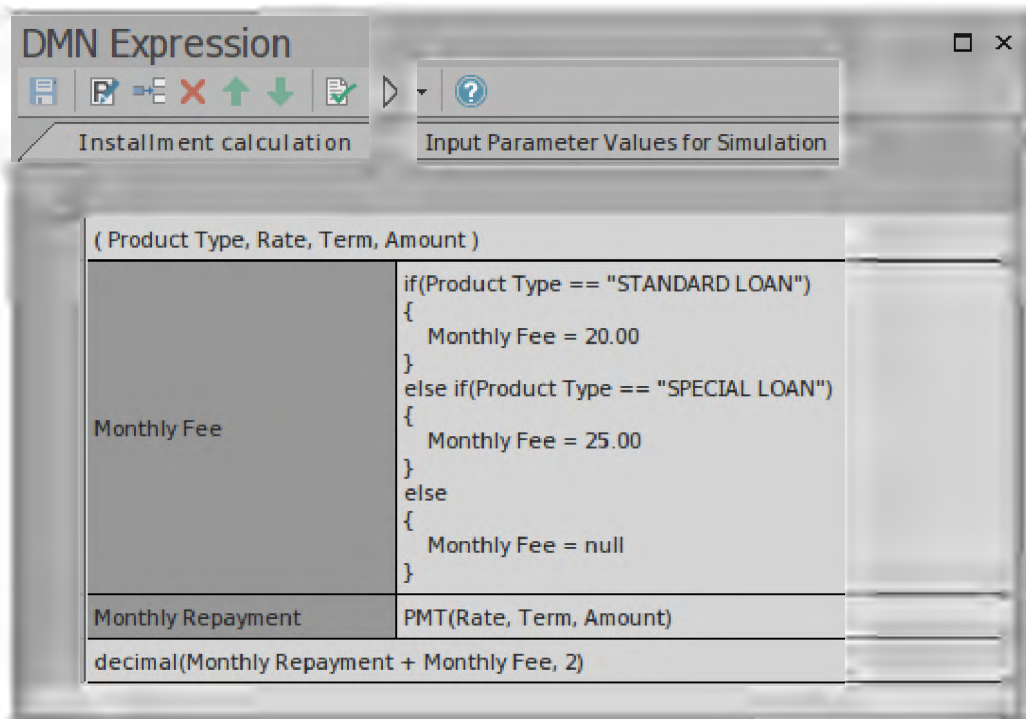 DMN Expression
Installment calculation
Input Parameter Values for Simulation
( Product Type, Rate, Term, Amount )
Monthly Fee
if(Product Type == "STANDARD LOAN")
{
Monthly Fee = 20.00
}
else if(Product Type == "SPECIAL LOAN")
{
Monthly Fee = 25.00
}
else
{
Monthly Fee = null
}
Monthly Repayment
PMT(Rate, Term, Amount)
decimal(Monthly Repayment + Monthly Fee, 2)